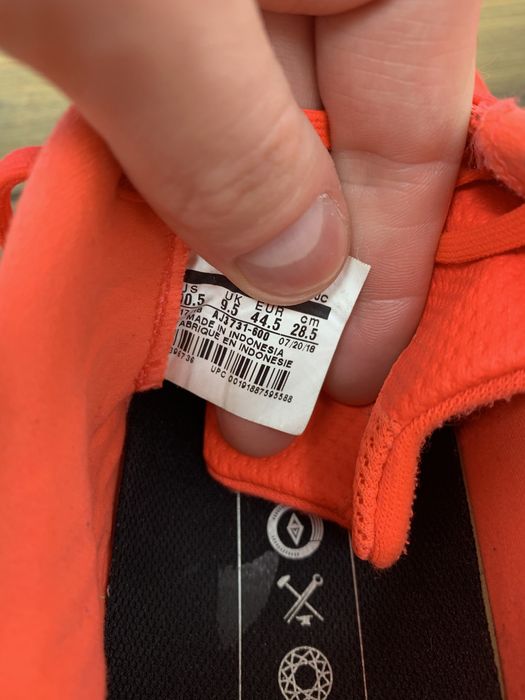 US UK EUR cm
10.5 9.5 44.5 28.5
AJ3731-600 07/20/18
MADE IN INDONESIA
FABRIQUE EN INDONESIE
UPC 00191887595588